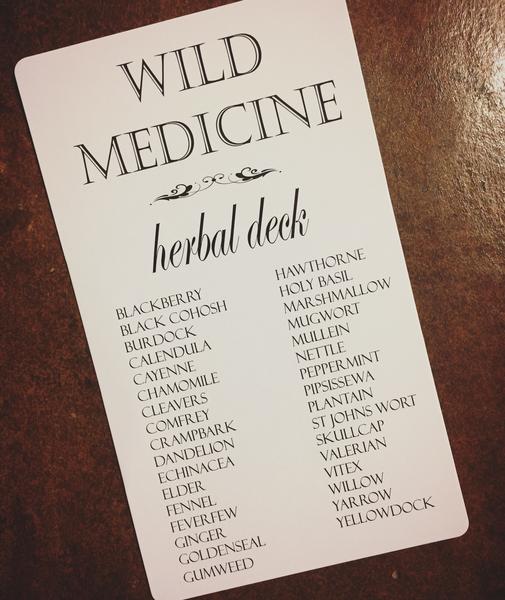 WILD
MEDICINE
herbal deck
BLACKBERRY
BLACK COHOSH
BURDOCK
CALENDULA
CAYENNE
CHAMOMILE
CLEAVERS
COMFREY
CRAMPBARK
DANDELION
ECHINACEA
ELDER
FENNEL
FEVERFEW
GINGER
GOLDENSEAL
GUMWEED
HAWTHORNE
HOLY BASIL
MARSHMALLOW
MUGWORT
MULLEIN
NETTLE
PEPPERMINT
PIPSISSEWA
PLANTAIN
ST JOHNS WORT
SKULLCAP
VALERIAN
VITEX
WILLOW
YARROW
YELLOWDOCK